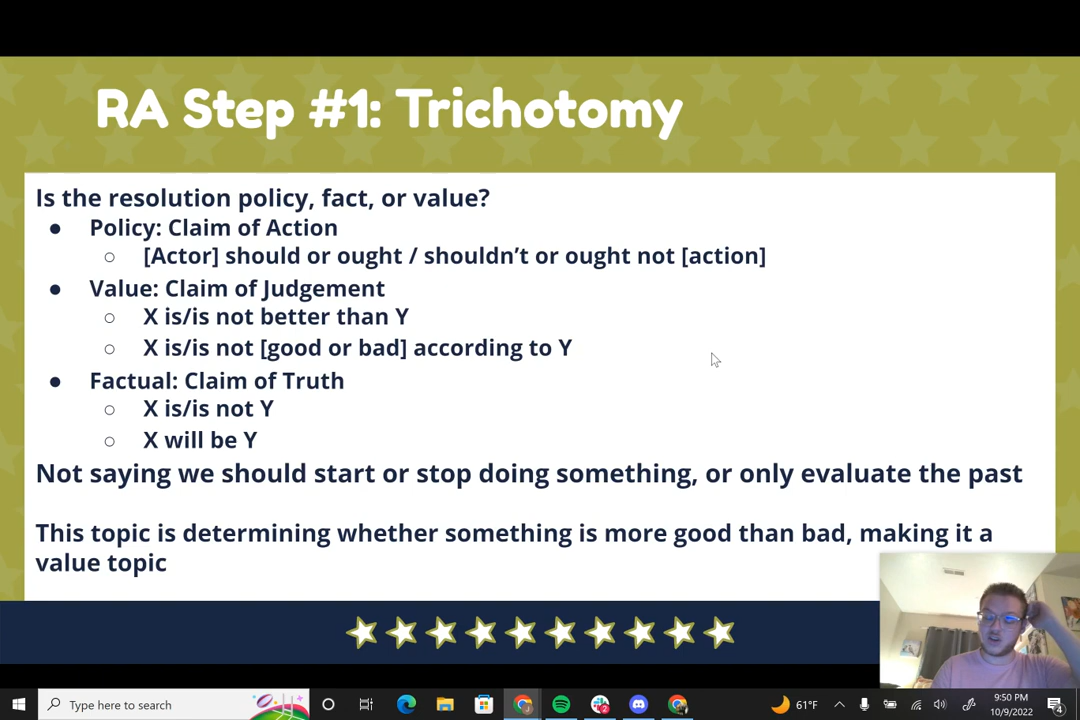 RA Step #1: Trichotomy
Is the resolution policy, fact, or value?
● Policy: Claim of Action
○ [Actor] should or ought / shouldn’t or ought not [action]
● Value: Claim of Judgement
○ X is/is not better than Y
○ X is/is not [good or bad] according to Y
● Factual: Claim of Truth
○ X is/is not Y
○ X will be Y
Not saying we should start or stop doing something, or only evaluate the past
This topic is determining whether something is more good than bad, making it a
value topic
Type here to search
2
61°F
9:50 PM
10/9/2022
4